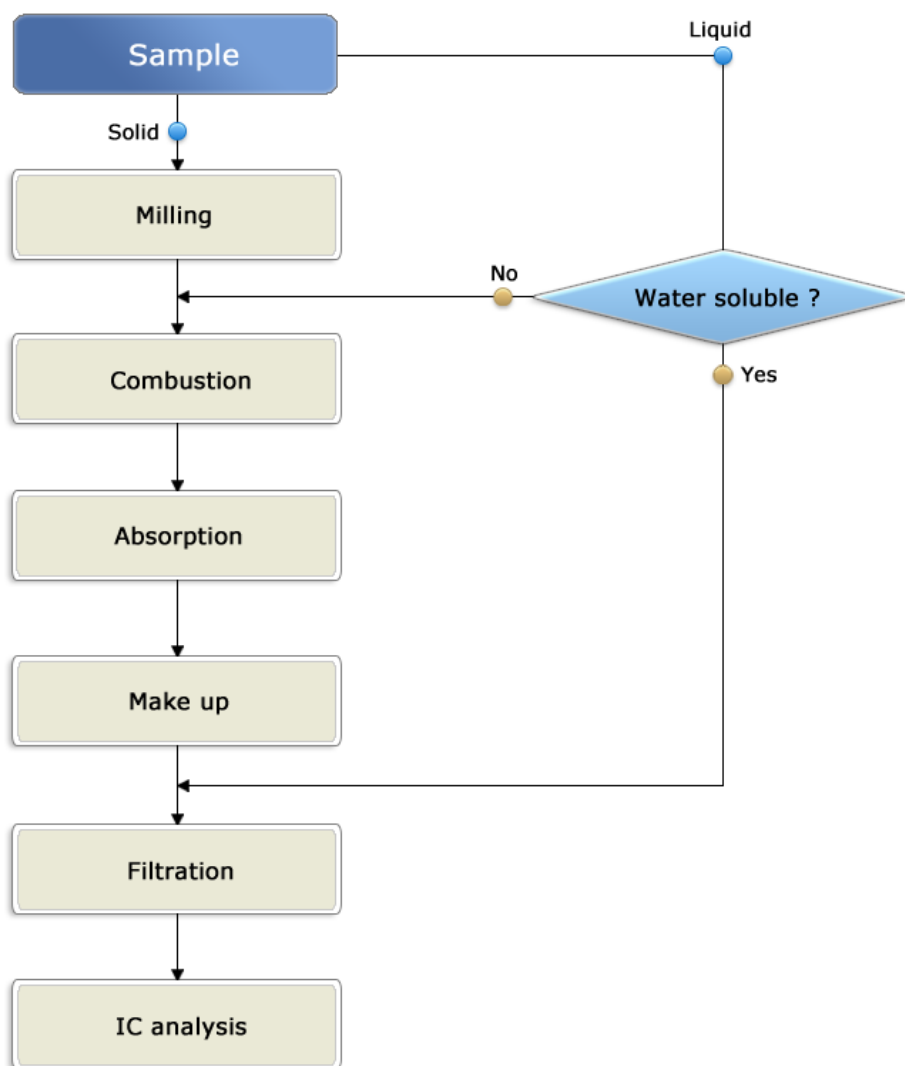 Liquid
Sample
Solid
Milling
No
Water soluble ?
Yes
Combustion
Absorption
Make up
Filtration
IC analysis